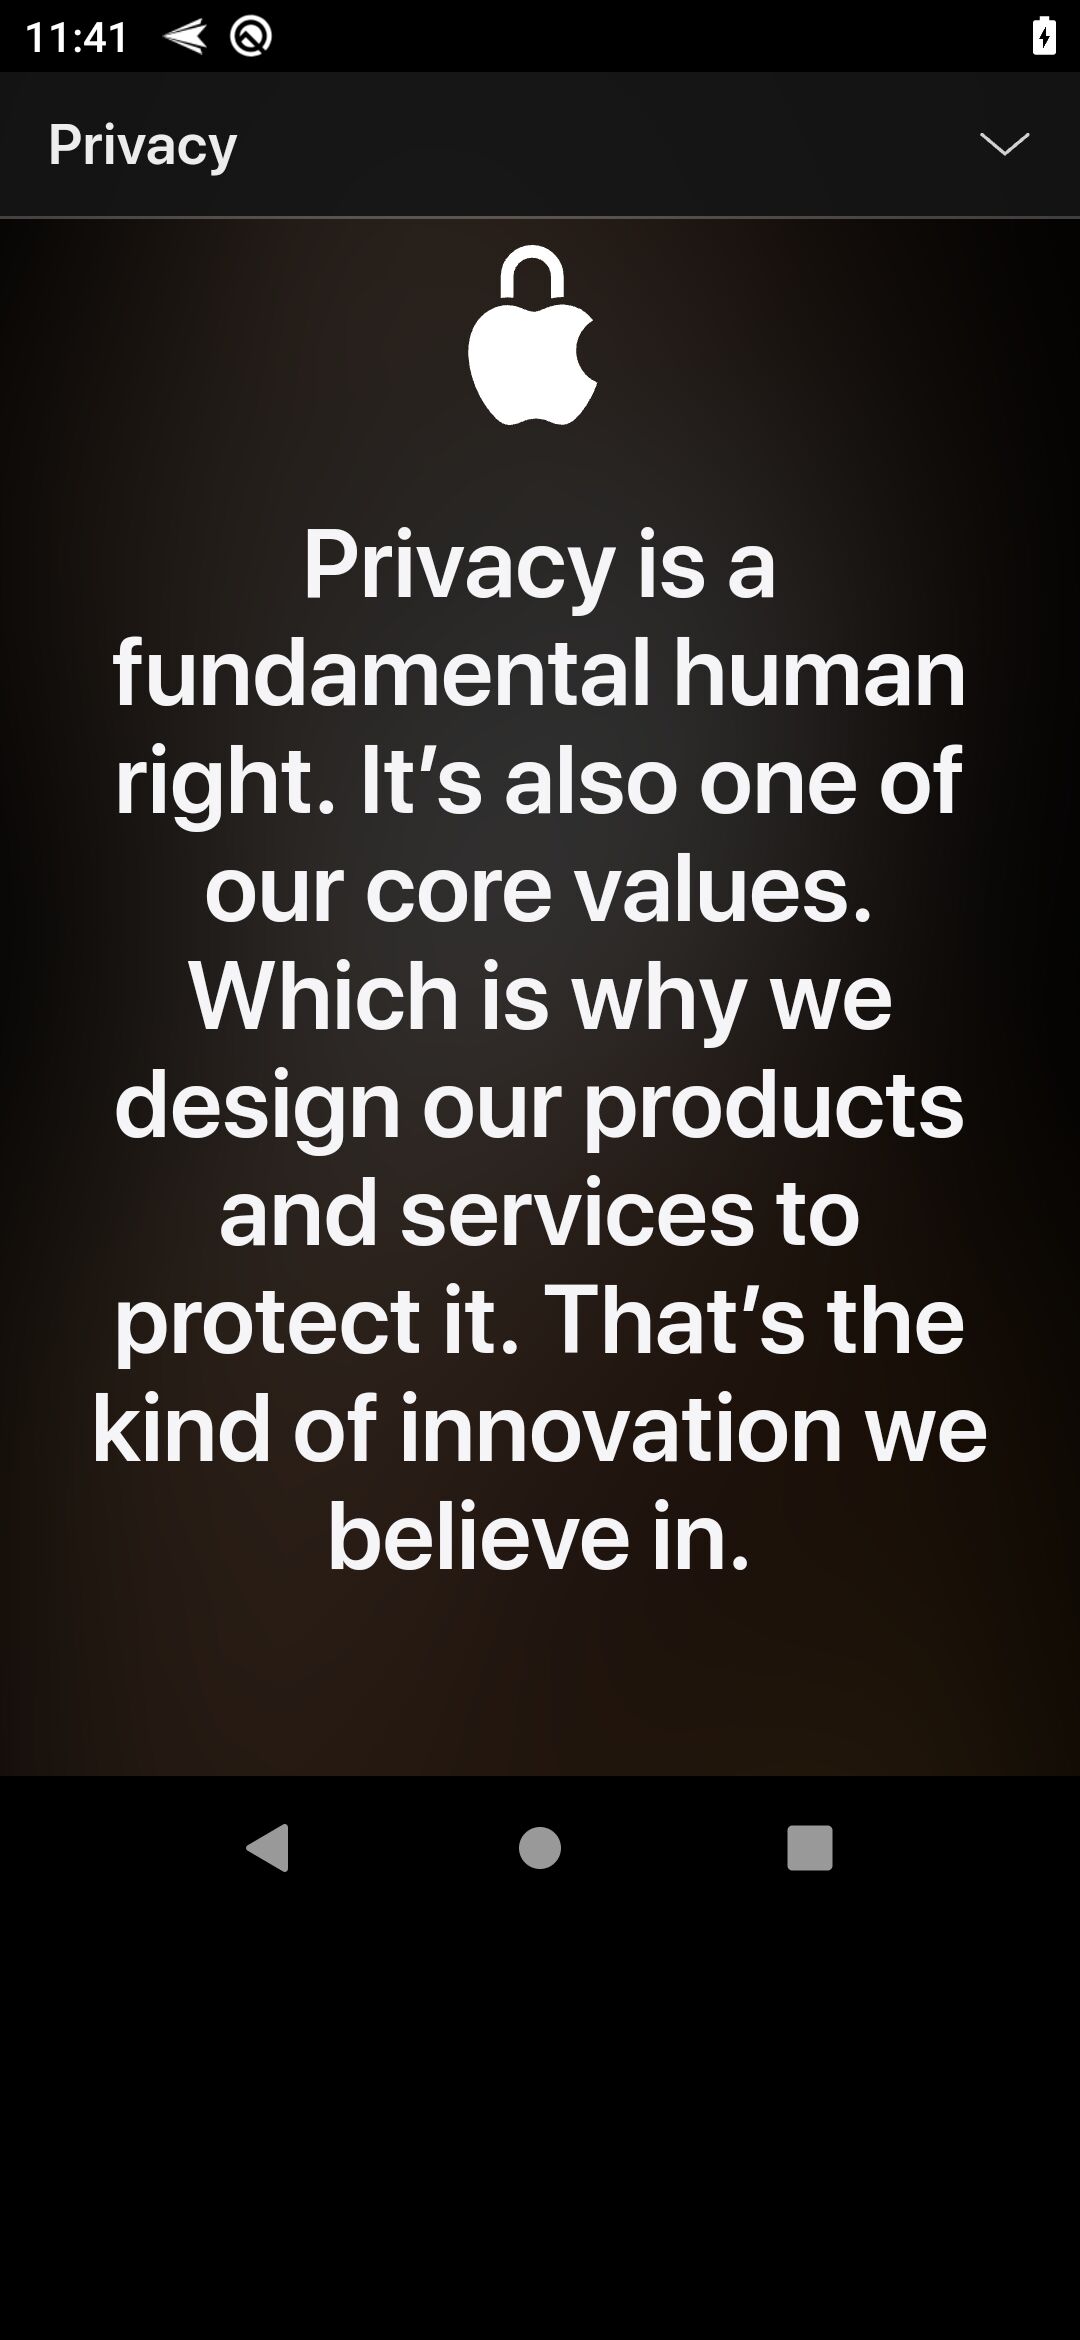 11:41
Privacy
Privacy is a
fundamental human
right. It’s also one of
our core values.
Which is why we
design our products
and services to
protect it. That’s the
kind of innovation we
believe in.